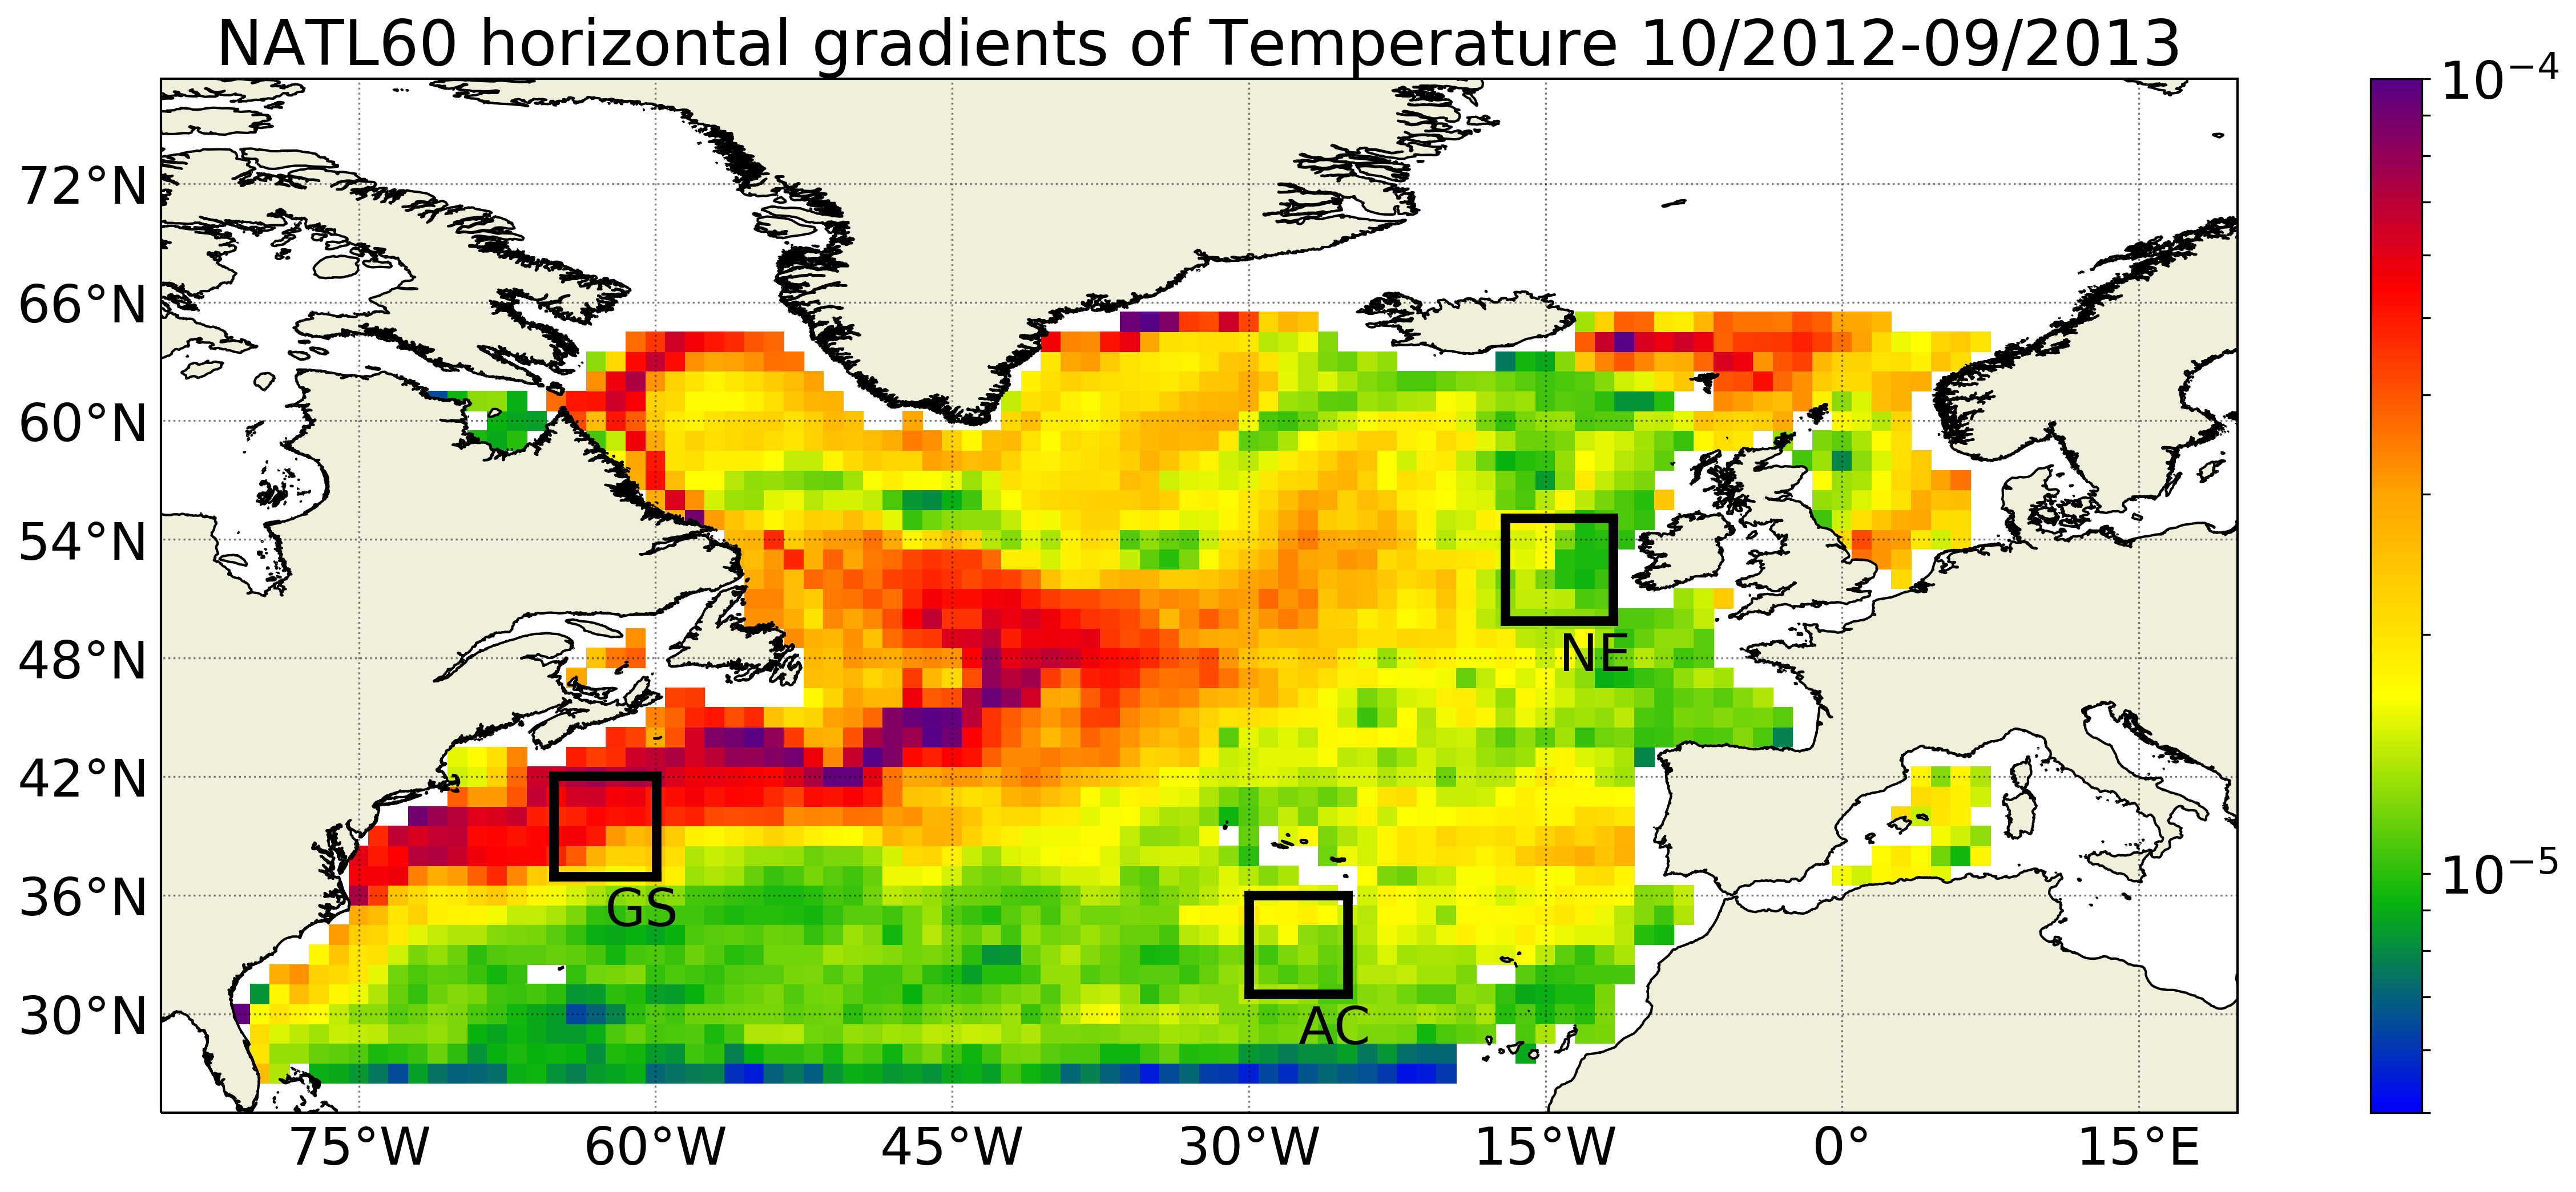 NATL60 horizontal gradients of Temperature 10/2012-09/2013
10⁻⁴
72°N
66°N
60°N
54°N
48°N
42°N
36°N
30°N
NE
GS
AC
10⁻⁵
75°W 60°W 45°W 30°W 15°W 0° 15°E